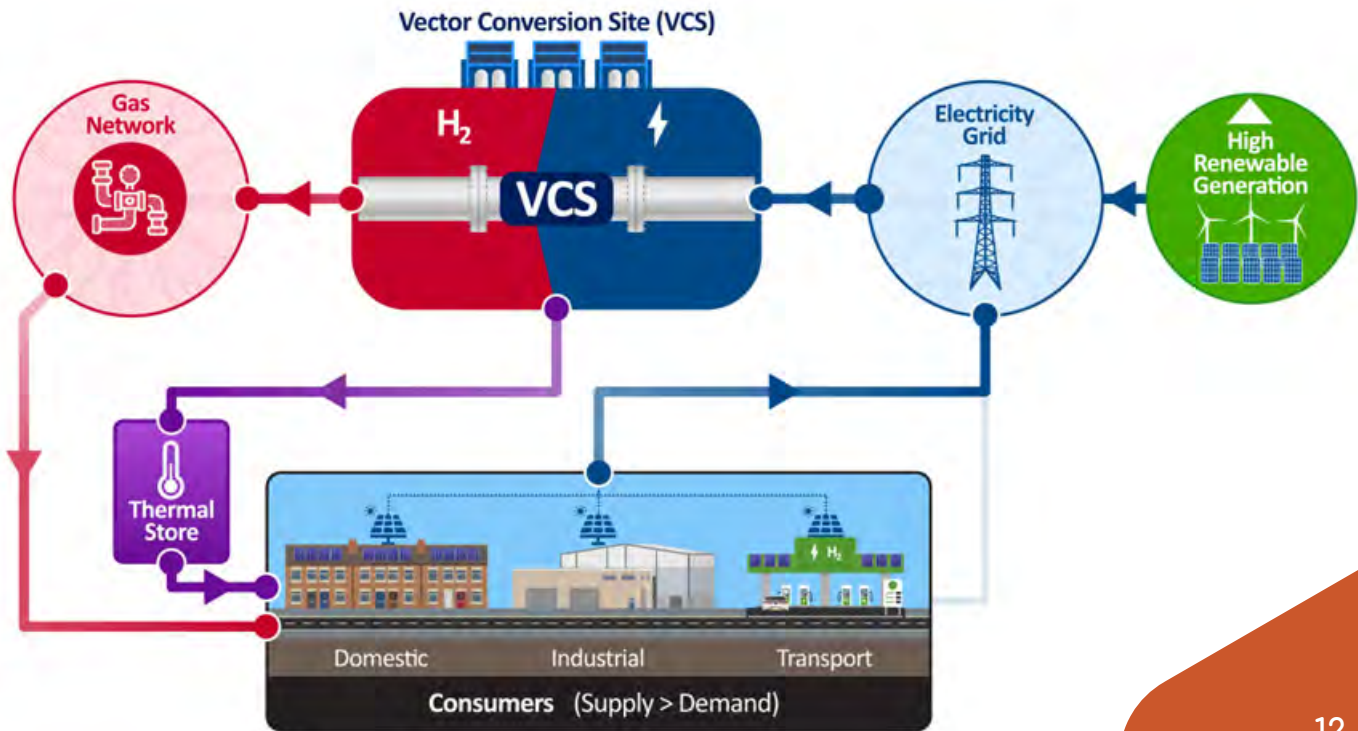 Vector Conversion Site (VCS)
Gas
Network
H₂
VCS
Electricity
Grid
High
Renewable
Generation
Thermal
Store
H₂
Domestic
Industrial
Transport
Consumers (Supply > Demand)
12